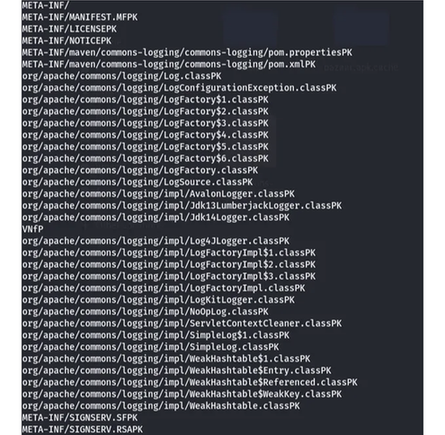 META-INF/
META-INF/MANIFEST.MFPK
META-INF/LICENSEPK
META-INF/NOTICEPK
META-INF/maven/commons-logging/commons-logging/pom.propertiesPK
META-INF/maven/commons-logging/commons-logging/pom.xmlPK
org/apache/commons/logging/Log.classPK
org/apache/commons/logging/LogConfigurationException.classPK
org/apache/commons/logging/LogFactory$1.classPK
org/apache/commons/logging/LogFactory$2.classPK
org/apache/commons/logging/LogFactory$3.classPK
org/apache/commons/logging/LogFactory$4.classPK
org/apache/commons/logging/LogFactory$5.classPK
org/apache/commons/logging/LogFactory$6.classPK
org/apache/commons/logging/LogFactory.classPK
org/apache/commons/logging/LogSource.classPK
org/apache/commons/logging/impl/AvalonLogger.classPK
org/apache/commons/logging/impl/Jdk13LumberjackLogger.classPK
org/apache/commons/logging/impl/Jdk14Logger.classPK
VNfP
org/apache/commons/logging/impl/Log4JLogger.classPK
org/apache/commons/logging/impl/LogFactoryImpl$1.classPK
org/apache/commons/logging/impl/LogFactoryImpl$2.classPK
org/apache/commons/logging/impl/LogFactoryImpl$3.classPK
org/apache/commons/logging/impl/LogFactoryImpl.classPK
org/apache/commons/logging/impl/LogKitLogger.classPK
org/apache/commons/logging/impl/NoOpLog.classPK
org/apache/commons/logging/impl/ServletContextCleaner.classPK
org/apache/commons/logging/impl/SimpleLog$1.classPK
org/apache/commons/logging/impl/SimpleLog.classPK
org/apache/commons/logging/impl/WeakHashtable$1.classPK
org/apache/commons/logging/impl/WeakHashtable$Entry.classPK
org/apache/commons/logging/impl/WeakHashtable$Referenced.classPK
org/apache/commons/logging/impl/WeakHashtable$WeakKey.classPK
org/apache/commons/logging/impl/WeakHashtable.classPK
META-INF/SIGNSERV.SFPK
META-INF/SIGNSERV.RSAPK